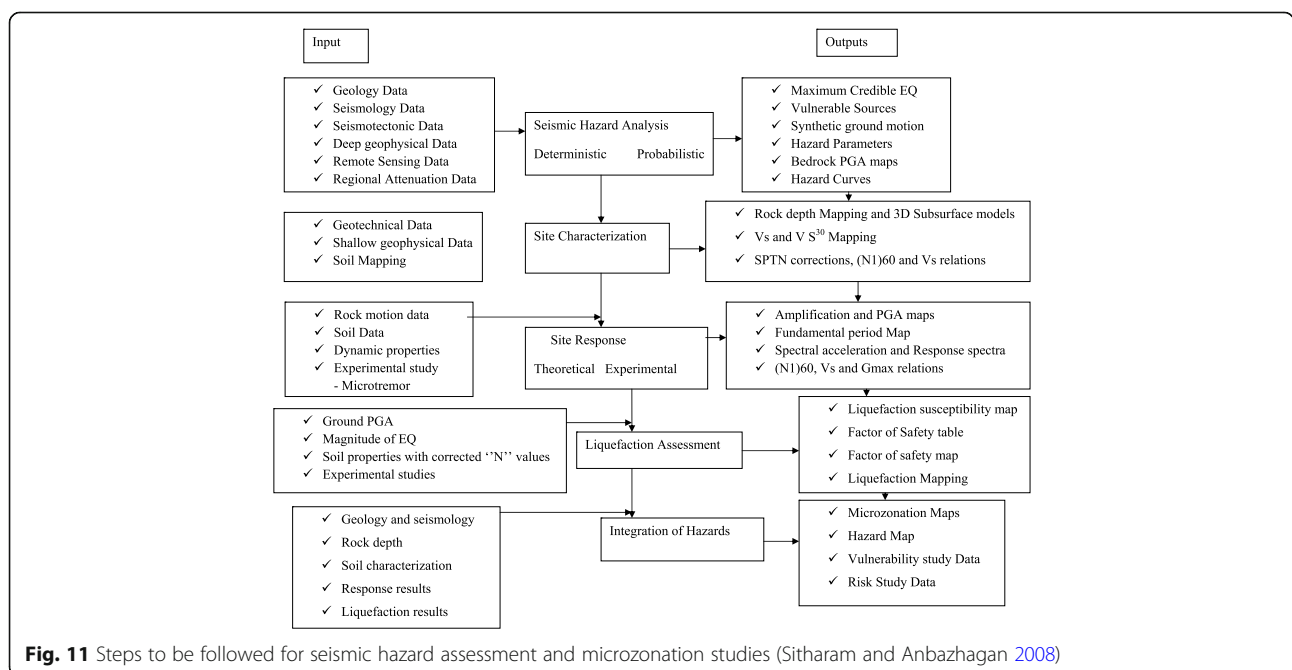 Input
Outputs
✓ Geology Data
✓ Seismology Data
✓ Seismotectonic Data
✓ Deep geophysical Data
✓ Remote Sensing Data
✓ Regional Attenuation Data
Seismic Hazard Analysis
Deterministic Probabilistic
✓ Maximum Credible EQ
✓ Vulnerable Sources
✓ Synthetic ground motion
✓ Hazard Parameters
✓ Bedrock PGA maps
✓ Hazard Curves
✓ Geotechnical Data
✓ Shallow geophysical Data
✓ Soil Mapping
Site Characterization
✓ Rock depth Mapping and 3D Subsurface models
✓ Vs and V S³⁰ Mapping
✓ SPTN corrections, (N1)60 and Vs relations
✓ Rock motion data
✓ Soil Data
✓ Dynamic properties
✓ Experimental study
- Microtremor
Site Response
Theoretical Experimental
✓ Amplification and PGA maps
✓ Fundamental period Map
✓ Spectral acceleration and Response spectra
✓ (N1)60, Vs and Gmax relations
✓ Ground PGA
✓ Magnitude of EQ
✓ Soil properties with corrected ‘’N’’ values
✓ Experimental studies
Liquefaction Assessment
✓ Liquefaction susceptibility map
✓ Factor of Safety table
✓ Factor of safety map
✓ Liquefaction Mapping
✓ Geology and seismology
✓ Rock depth
✓ Soil characterization
✓ Response results
✓ Liquefaction results
Integration of Hazards
✓ Microzonation Maps
✓ Hazard Map
✓ Vulnerability study Data
✓ Risk Study Data
Fig. 11 Steps to be followed for seismic hazard assessment and microzonation studies (Sitharam and Anbazhagan 2008)